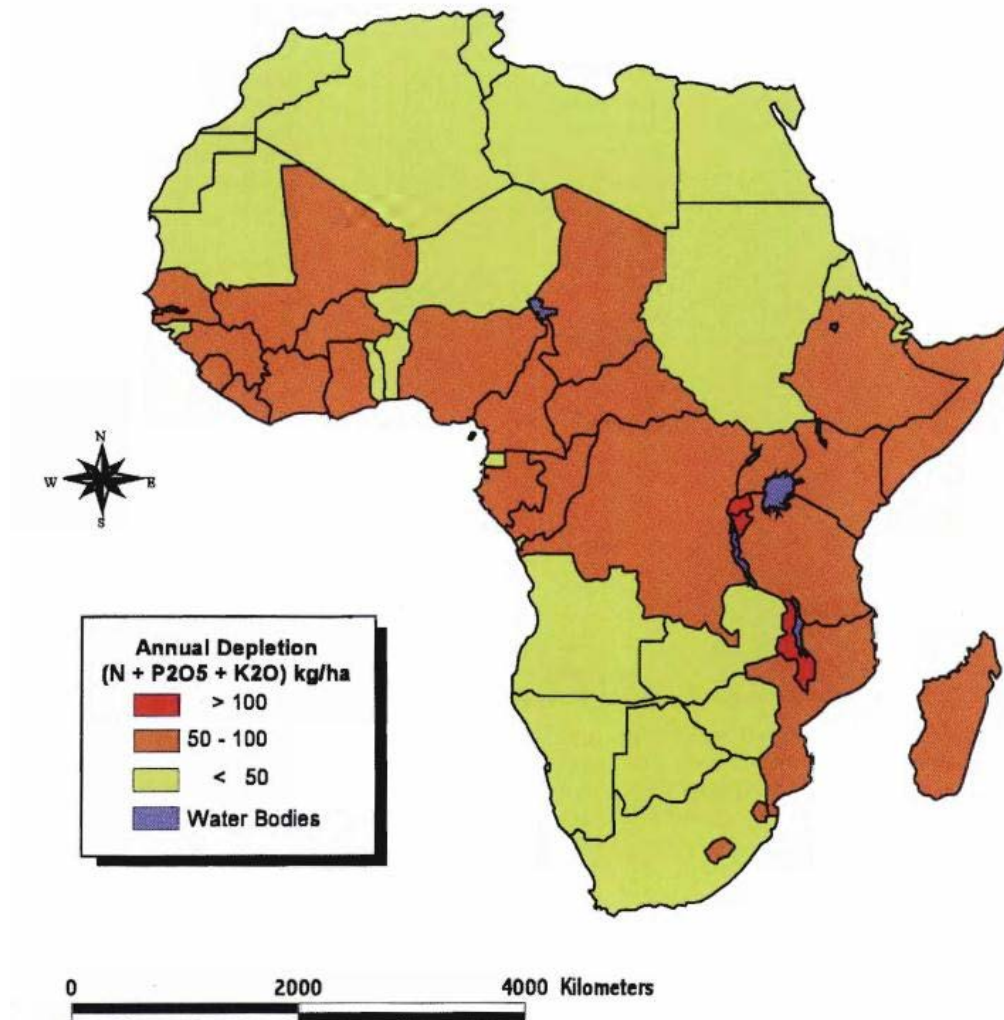 N
W E
S
Annual Depletion
(N + P2O5 + K2O) kg/ha
> 100
50 - 100
< 50
Water Bodies
0 2000 4000 Kilometers